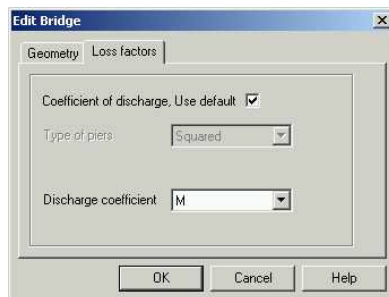 Edit Bridge
Geometry Loss factors
Coefficient of discharge, Use default
Type of piers Squared
Discharge coefficient M
OK Cancel Help